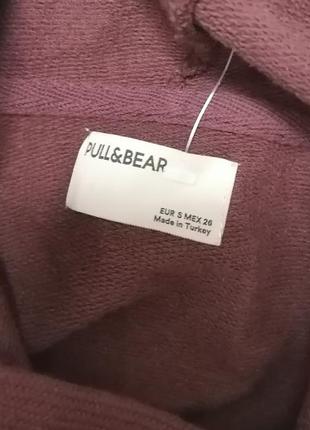 PULL&BEAR
EUR S MEX 26
Made in Turkey